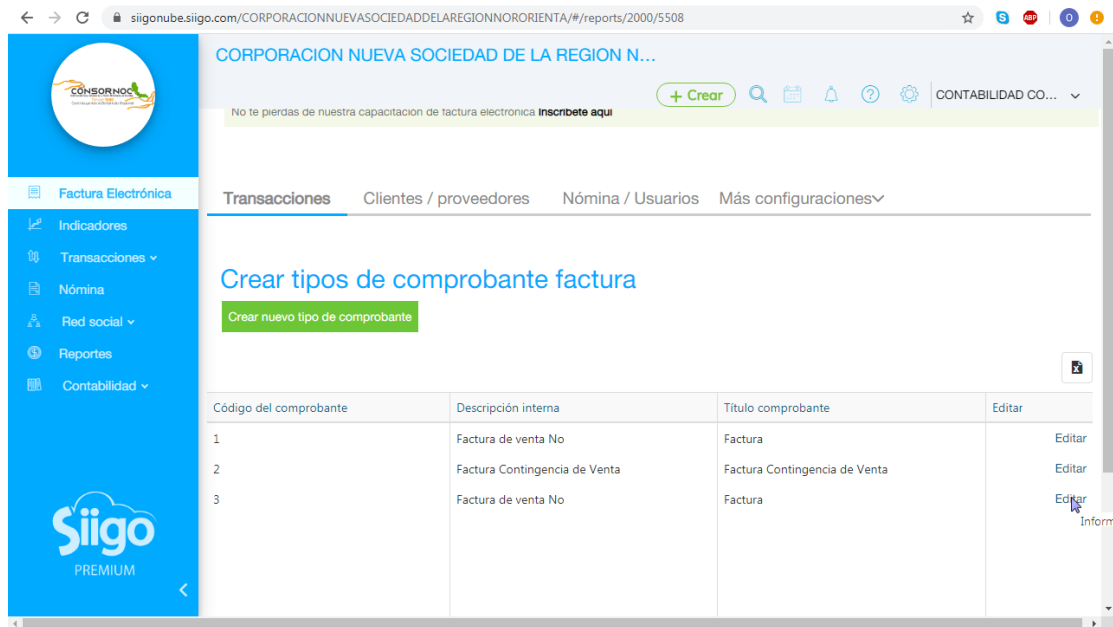 siigonube.siigo.com/CORPORACIONNUEVASOCIEDADDELAREGIONNORORIENTA/#/reports/2000/5508
S
ABP
O
CONSORNOC
CORPORACION NUEVA SOCIEDAD DE LA REGION N...
+ Crear
CONTABILIDAD CO...
No te pierdas de nuestra capacitación de factura electrónica Inscríbete aquí
Factura Electrónica
Indicadores
Transacciones
Nómina
Red social
Reportes
Contabilidad
Siigo
PREMIUM
Transacciones Clientes / proveedores Nómina / Usuarios Más configuraciones
Crear tipos de comprobante factura
Crear nuevo tipo de comprobante
Código del comprobante Descripción interna Título comprobante Editar
1 Factura de venta No Factura Editar
2 Factura Contingencia de Venta Factura Contingencia de Venta Editar
3 Factura de venta No Factura Editar
Inform